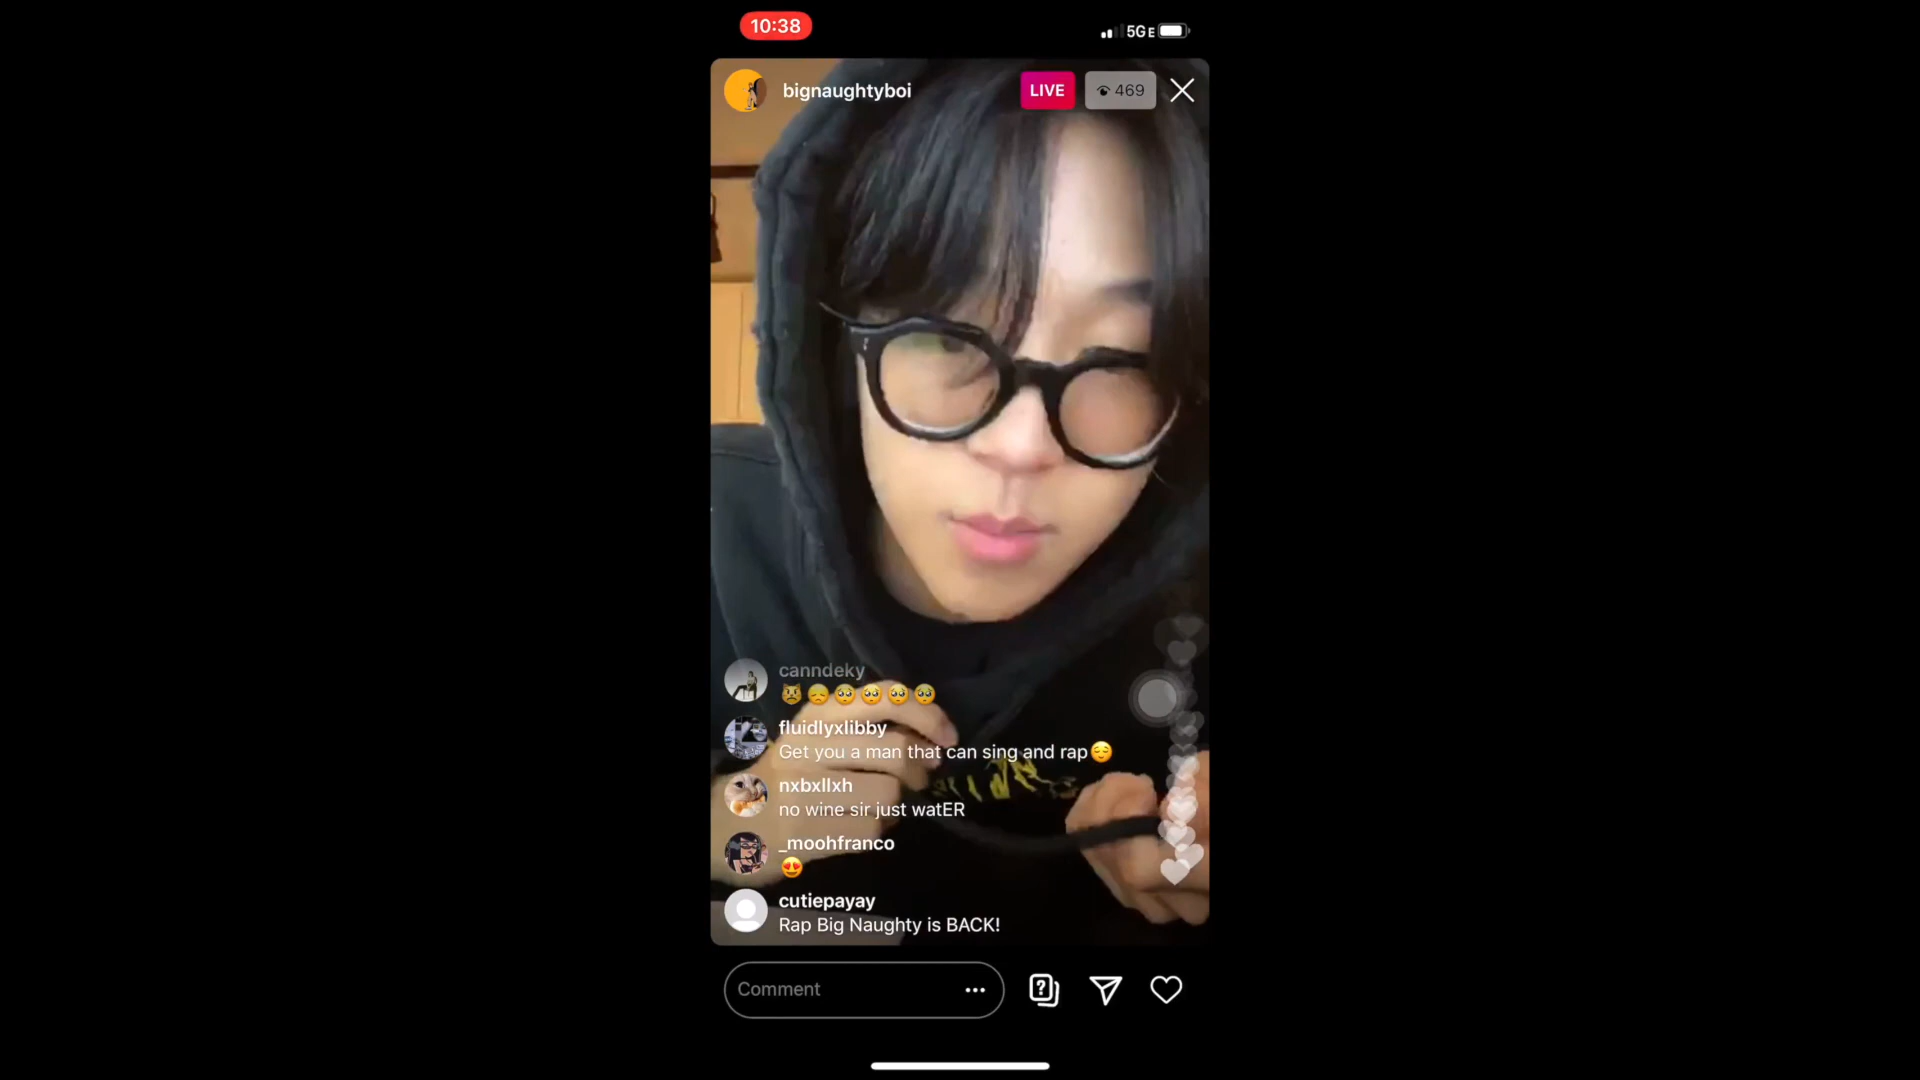 10:38
5GE
bignaughtyboi
LIVE
469
canndeky
😿😞🥺🥺🥺🥺
fluidlyxlibby
Get you a man that can sing and rap😌
nxbxllxh
no wine sir just watER
_moohfranco
😍
cutiepayay
Rap Big Naughty is BACK!
Comment